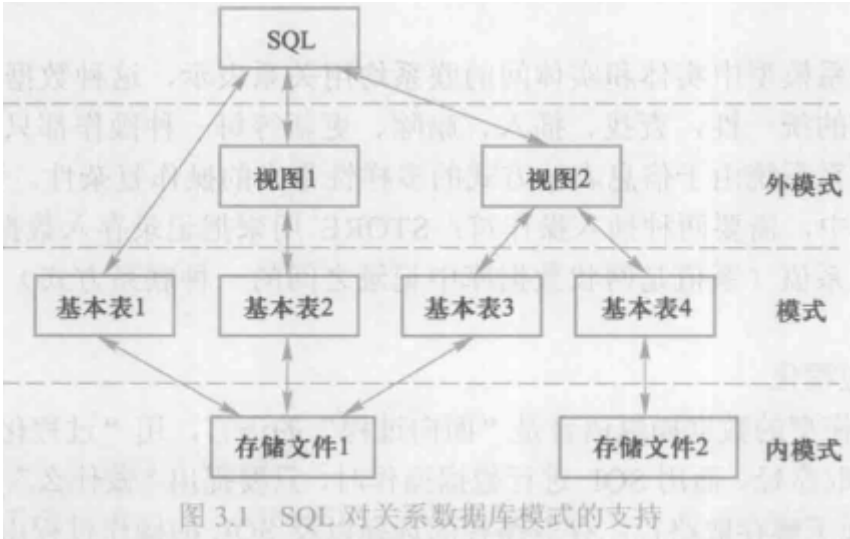 SQL
视图1 视图2 外模式
基本表1 基本表2 基本表3 基本表4 模式
存储文件1 存储文件2 内模式
图 3.1 SQL 对关系数据库模式的支持